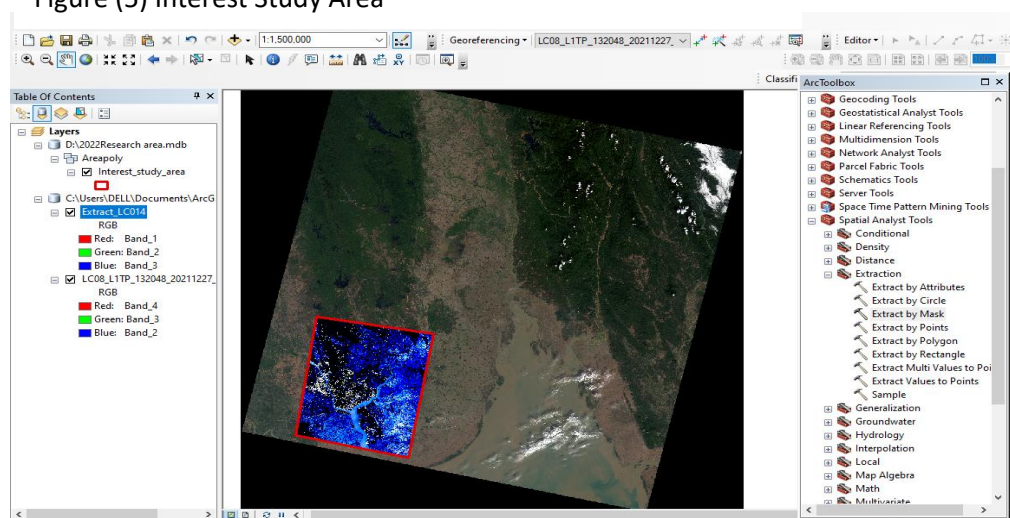 Figure (5) Interest Study Area
1:1,500,000
Georeferencing
LC08_L1TP_132048_20211227_
Editor
Classifi
Table Of Contents
Layers
D:\2022Research area.mdb
Areapoly
Interest_study_area
C:\Users\DELL\Documents\ArcG
Extract_LC014
RGB
Red: Band_1
Green: Band_2
Blue: Band_3
LC08_L1TP_132048_20211227_
RGB
Red: Band_4
Green: Band_3
Blue: Band_2
ArcToolbox
Geocoding Tools
Geostatistical Analyst Tools
Linear Referencing Tools
Multidimension Tools
Network Analyst Tools
Parcel Fabric Tools
Schematics Tools
Server Tools
Space Time Pattern Mining Tools
Spatial Analyst Tools
Conditional
Density
Distance
Extraction
Extract by Attributes
Extract by Circle
Extract by Mask
Extract by Points
Extract by Polygon
Extract by Rectangle
Extract Multi Values to Poi
Extract Values to Points
Sample
Generalization
Groundwater
Hydrology
Interpolation
Local
Map Algebra
Math
Multivariate